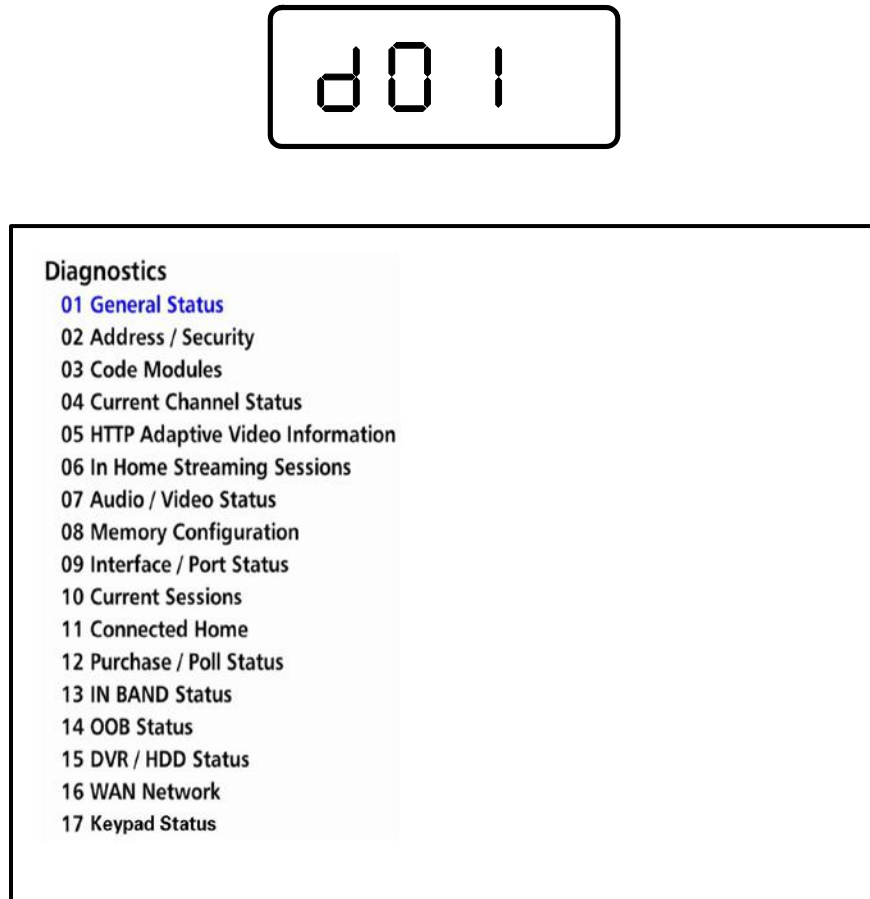 d01
Diagnostics
01 General Status
02 Address / Security
03 Code Modules
04 Current Channel Status
05 HTTP Adaptive Video Information
06 In Home Streaming Sessions
07 Audio / Video Status
08 Memory Configuration
09 Interface / Port Status
10 Current Sessions
11 Connected Home
12 Purchase / Poll Status
13 IN BAND Status
14 OOB Status
15 DVR / HDD Status
16 WAN Network
17 Keypad Status